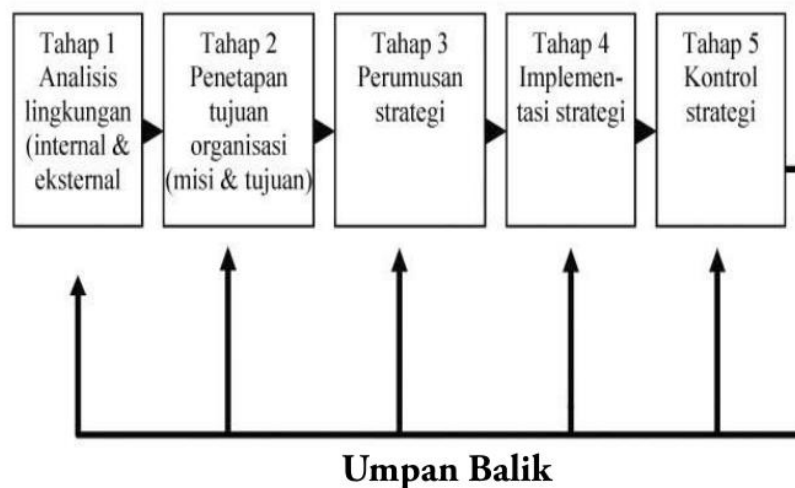 Tahap 1
Analisis
lingkungan
(internal &
eksternal
Tahap 2
Penetapan
tujuan
organisasi
(misi & tujuan)
Tahap 3
Perumusan
strategi
Tahap 4
Implemen-
tasi strategi
Tahap 5
Kontrol
strategi
Umpan Balik